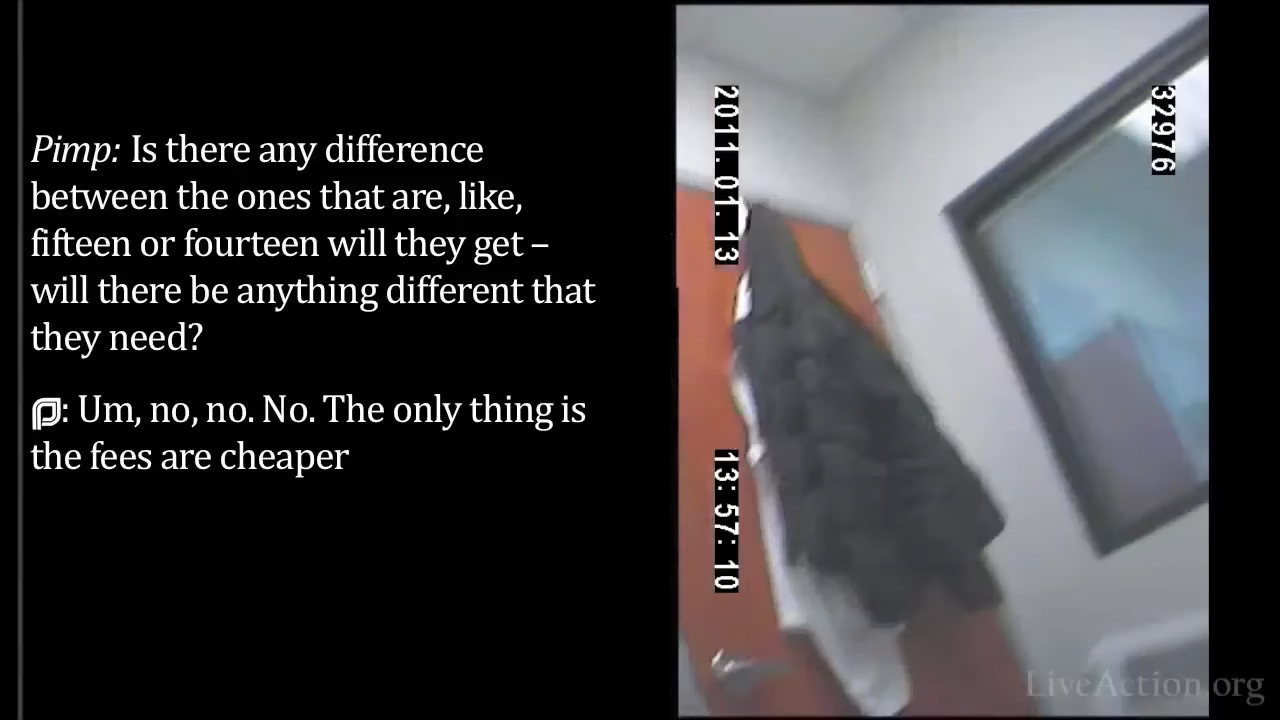 Pimp: Is there any difference
between the ones that are, like,
fifteen or fourteen will they get –
will there be anything different that
they need?
: Um, no, no. No. The only thing is
the fees are cheaper
2011.01.13
13:57:10
32976
LiveAction.org